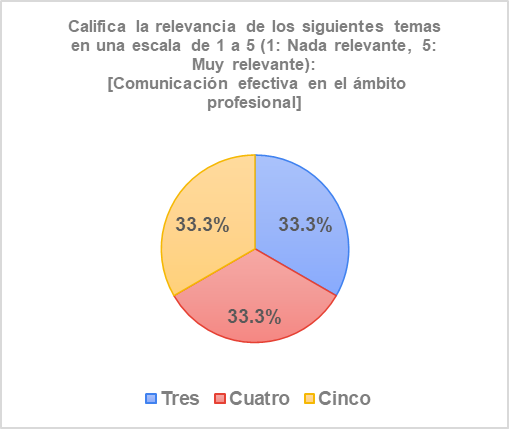 Califica la relevancia de los siguientes temas
en una escala de 1 a 5 (1: Nada relevante, 5:
Muy relevante):
[Comunicación efectiva en el ámbito
profesional]
33.3% 33.3%
33.3%
Tres Cuatro Cinco